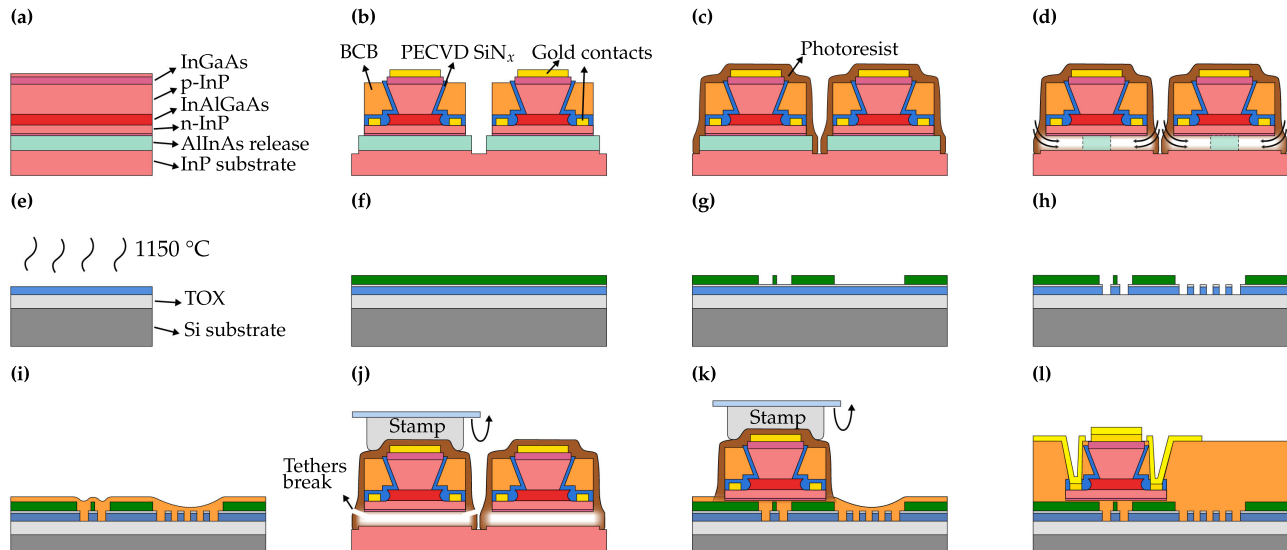 (a)
InGaAs
p-InP
InAlGaAs
n-InP
AlInAs release
InP substrate
(b)
BCB
PECVD SiNx
Gold contacts
(c)
Photoresist
(d)
(e)
1150 °C
TOX
Si substrate
(f)
(g)
(h)
(i)
(j)
Stamp
Tethers
break
(k)
Stamp
(l)